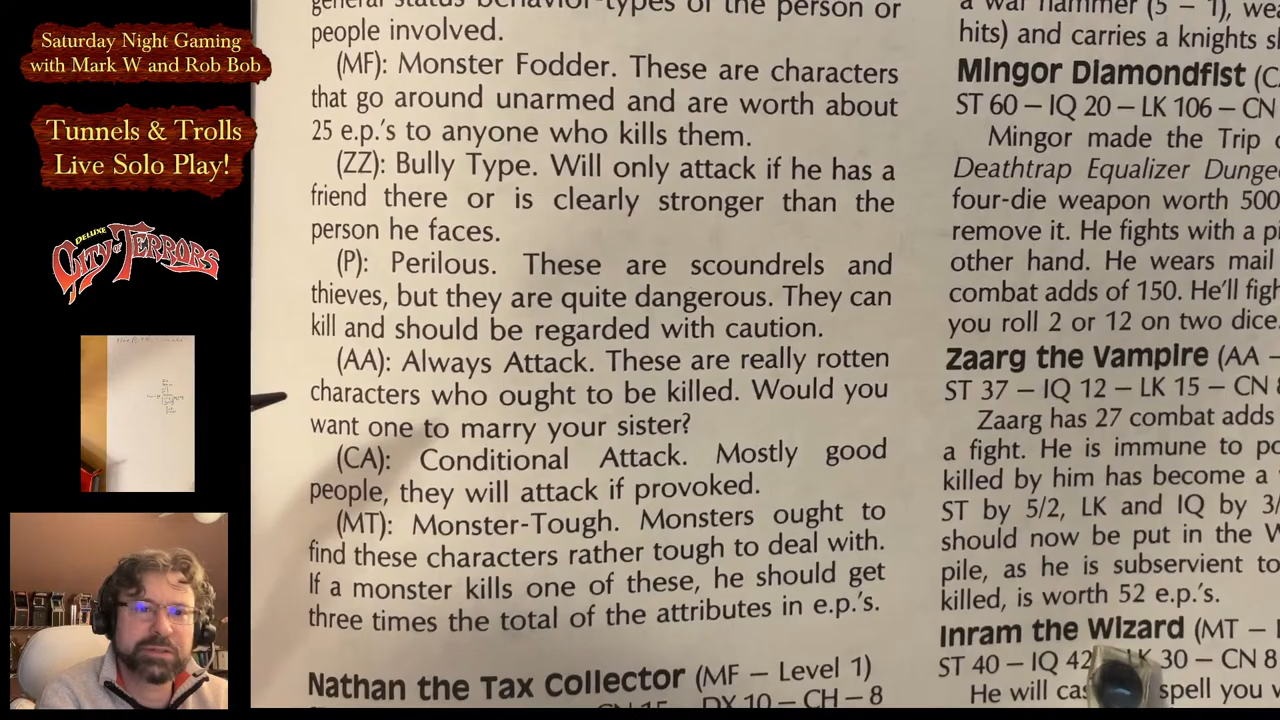 Saturday Night Gaming
with Mark W and Rob Bob
Tunnels & Trolls
Live Solo Play!
DELUXE
CITY OF TERRORS
general status behavior-types of the person or
people involved.
(MF): Monster Fodder. These are characters
that go around unarmed and are worth about
25 e.p.'s to anyone who kills them.
(ZZ): Bully Type. Will only attack if he has a
friend there or is clearly stronger than the
person he faces.
(P): Perilous. These are scoundrels and
thieves, but they are quite dangerous. They can
kill and should be regarded with caution.
(AA): Always Attack. These are really rotten
characters who ought to be killed. Would you
want one to marry your sister?
(CA): Conditional Attack. Mostly good
people, they will attack if provoked.
(MT): Monster-Tough. Monsters ought to
find these characters rather tough to deal with.
If a monster kills one of these, he should get
three times the total of the attributes in e.p.'s.
Nathan the Tax Collector (MF – Level 1)
CN 15 DX 10 – CH – 8
a war hammer (5 – 1), wea
hits) and carries a knights s
Mingor Diamondfist (C
ST 60 – IQ 20 – LK 106 – CN
Mingor made the Trip
Deathtrap Equalizer Dunge
four-die weapon worth 500
remove it. He fights with a p
other hand. He wears mail
combat adds of 150. He'll figh
you roll 2 or 12 on two dice.
Zaarg the Vampire (AA –
ST 37 – IQ 12 – LK 15 – CN 8
Zaarg has 27 combat adds
a fight. He is immune to po
killed by him has become a
ST by 5/2, LK and IQ by 3/
should now be put in the W
pile, as he is subservient to
killed, is worth 52 e.p.'s.
Inram the Wizard (MT –
ST 40 – IQ 42 LK 30 – CN 8
He will cas spell you